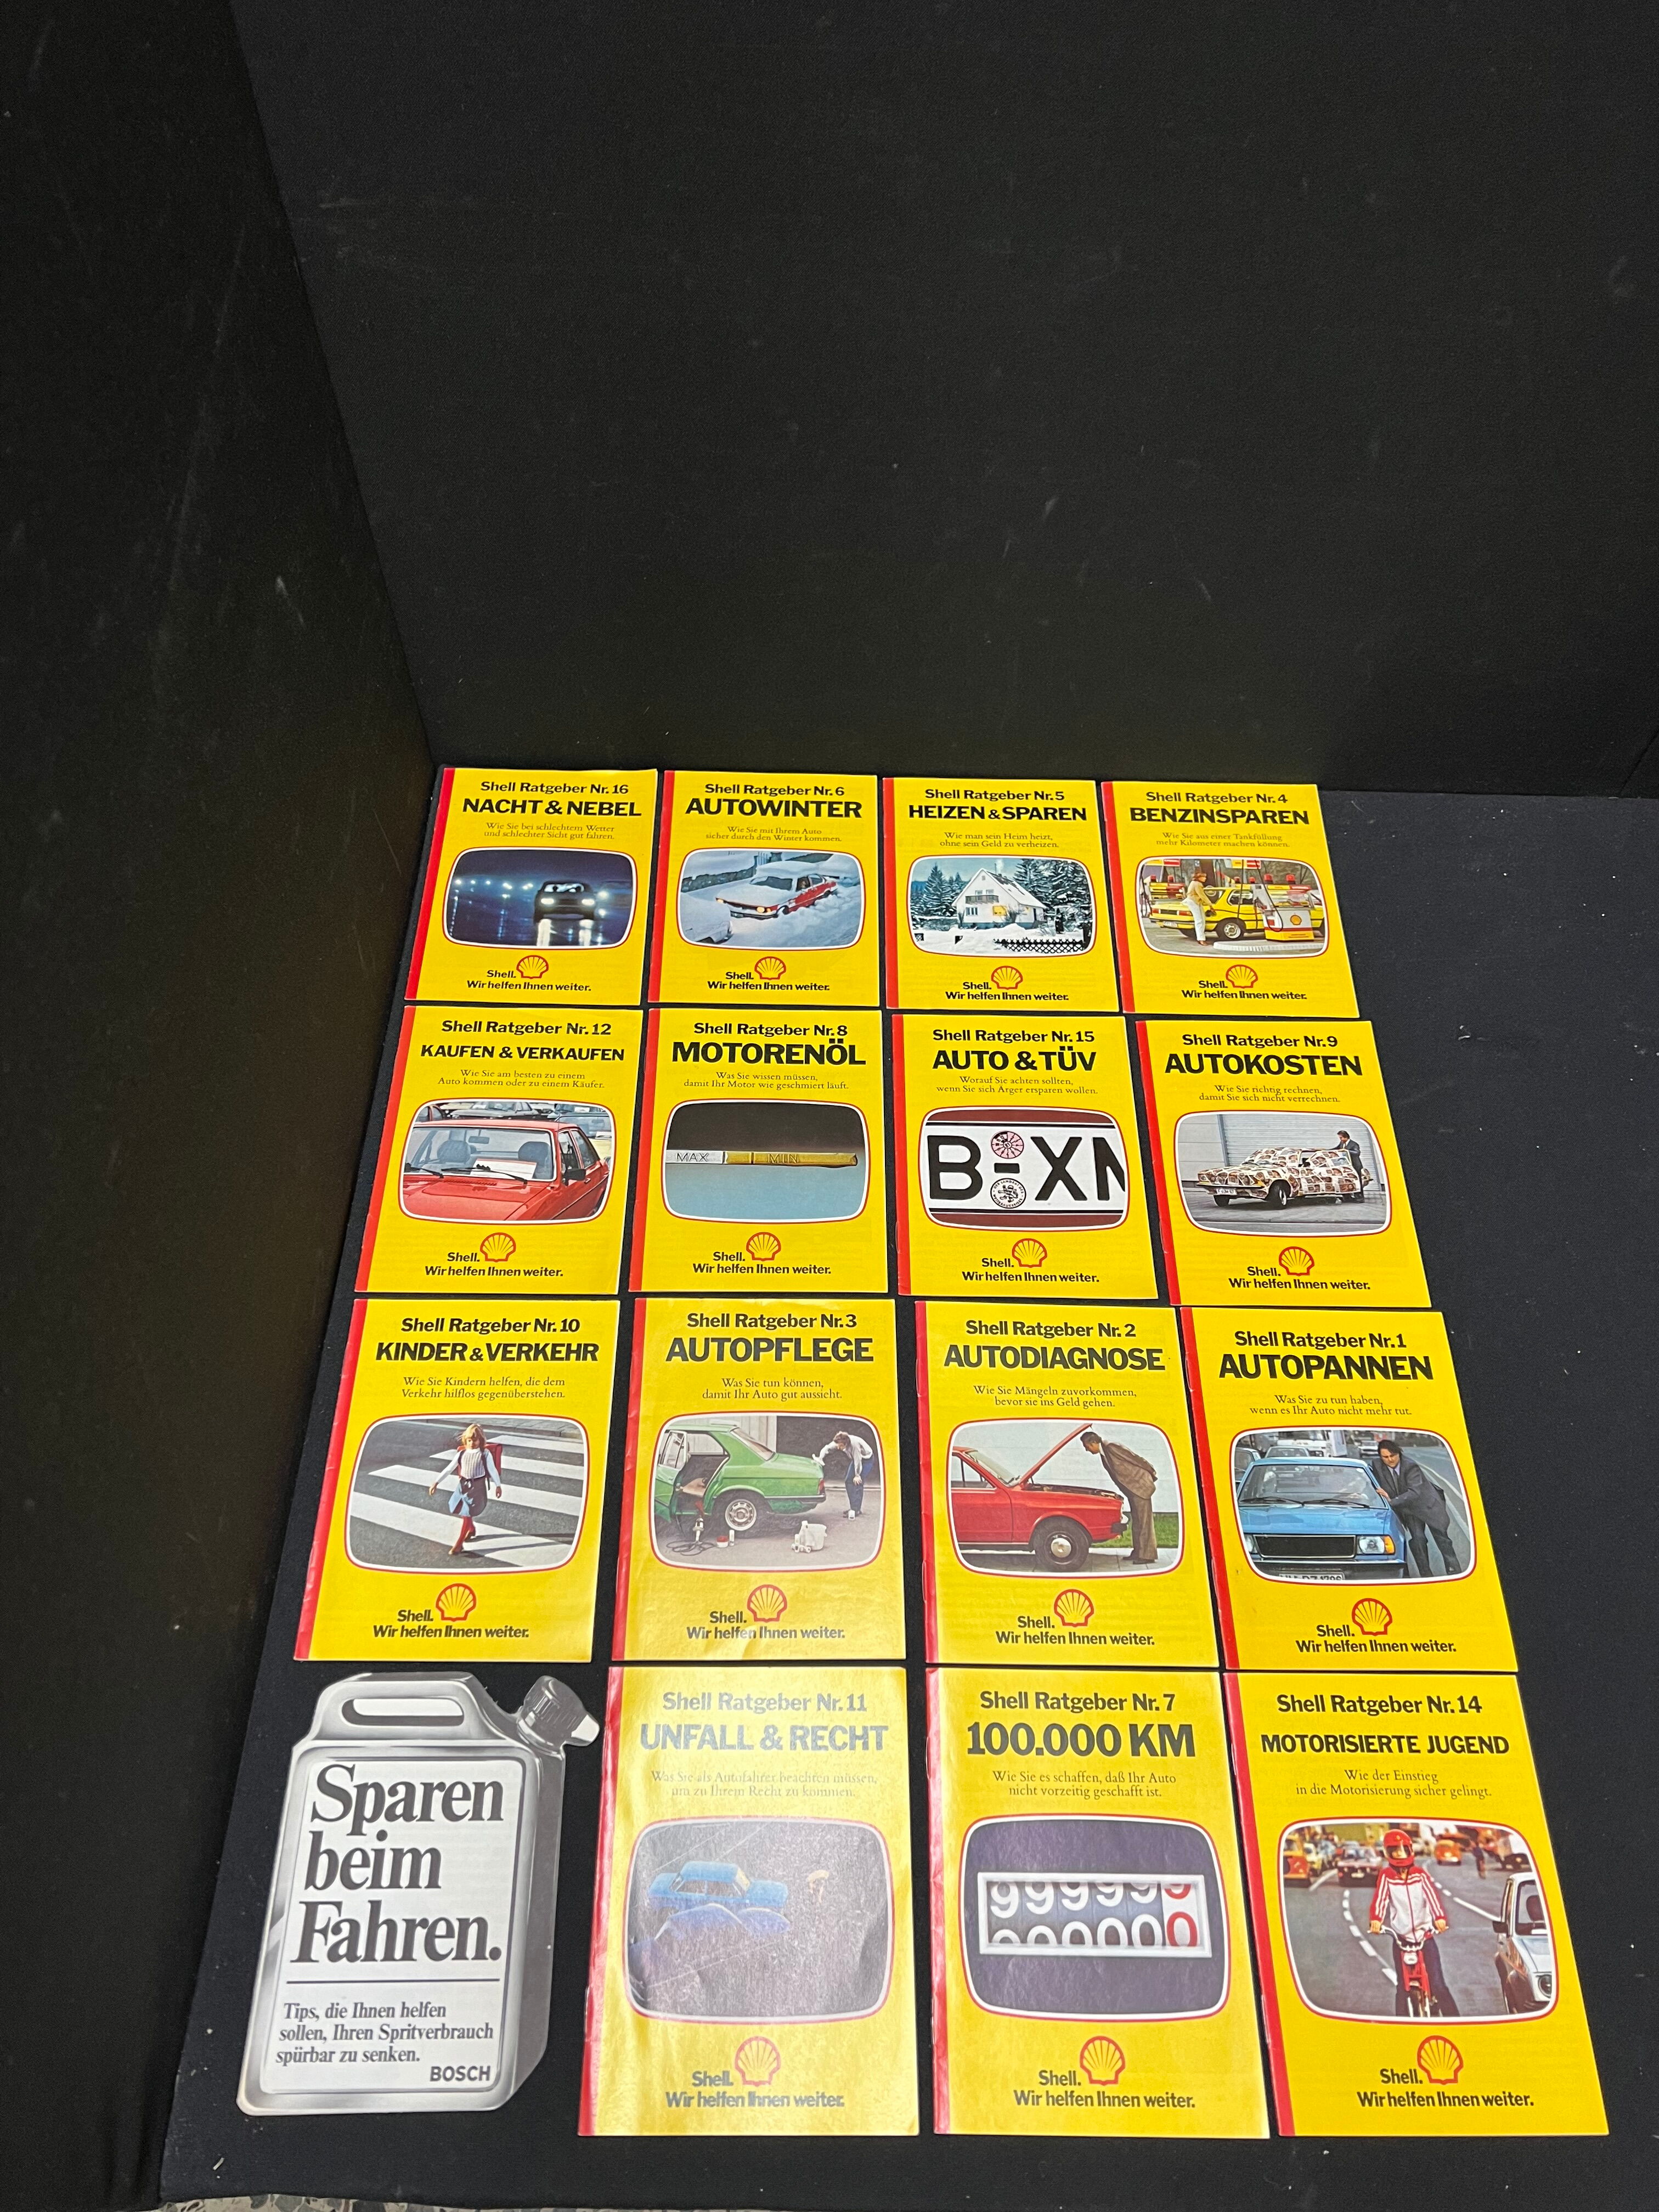 Shell Ratgeber Nr. 16
NACHT & NEBEL
Wie Sie bei schlechtem Wetter
und schlechter Sicht gut fahren.
Shell.
Wir helfen Ihnen weiter.
Shell Ratgeber Nr. 6
AUTOWINTER
Wie Sie mit Ihrem Auto
sicher durch den Winter kommen.
Shell.
Wir helfen Ihnen weiter.
Shell Ratgeber Nr. 5
HEIZEN & SPAREN
Wie man sein Heim heizt,
ohne sein Geld zu verheizen.
Shell.
Wir helfen Ihnen weiter.
Shell Ratgeber Nr. 4
BENZINSPAREN
Wie Sie aus einer Tankfüllung
mehr Kilometer machen können.
Shell.
Wir helfen Ihnen weiter.
Shell Ratgeber Nr. 12
KAUFEN & VERKAUFEN
Wie Sie am besten zu einem
Auto kommen oder zu einem Käufer.
Shell.
Wir helfen Ihnen weiter.
Shell Ratgeber Nr. 8
MOTORENÖL
Was Sie wissen müssen,
damit Ihr Motor wie geschmiert läuft.
MAX MIN
Shell.
Wir helfen Ihnen weiter.
Shell Ratgeber Nr. 15
AUTO & TÜV
Worauf Sie achten sollten,
wenn Sie sich Ärger ersparen wollen.
B-XM
Shell.
Wir helfen Ihnen weiter.
Shell Ratgeber Nr. 9
AUTOKOSTEN
Wie Sie richtig rechnen,
damit Sie sich nicht verrechnen.
Shell.
Wir helfen Ihnen weiter.
Shell Ratgeber Nr. 10
KINDER & VERKEHR
Wie Sie Kindern helfen, die dem
Verkehr hilflos gegenüberstehen.
Shell.
Wir helfen Ihnen weiter.
Shell Ratgeber Nr. 3
AUTOPFLEGE
Was Sie tun können,
damit Ihr Auto gut aussieht.
Shell.
Wir helfen Ihnen weiter.
Shell Ratgeber Nr. 2
AUTODIAGNOSE
Wie Sie Mängeln zuvorkommen,
bevor sie ins Geld gehen.
Shell.
Wir helfen Ihnen weiter.
Shell Ratgeber Nr. 1
AUTOPANNEN
Was Sie zu tun haben,
wenn es Ihr Auto nicht mehr tut.
Shell.
Wir helfen Ihnen weiter.
Sparen
beim
Fahren.
Tips, die Ihnen helfen
sollen, Ihren Spritverbrauch
spürbar zu senken.
BOSCH
Shell Ratgeber Nr. 11
UNFALL & RECHT
Was Sie als Autofahrer beachten müssen,
um zu Ihrem Recht zu kommen.
Shell.
Wir helfen Ihnen weiter.
Shell Ratgeber Nr. 7
100.000 KM
Wie Sie es schaffen, daß Ihr Auto
nicht vorzeitig geschafft ist.
999999
000000
Shell.
Wir helfen Ihnen weiter.
Shell Ratgeber Nr. 14
MOTORISIERTE JUGEND
Wie der Einstieg
in die Motorisierung sicher gelingt.
Shell.
Wir helfen Ihnen weiter.